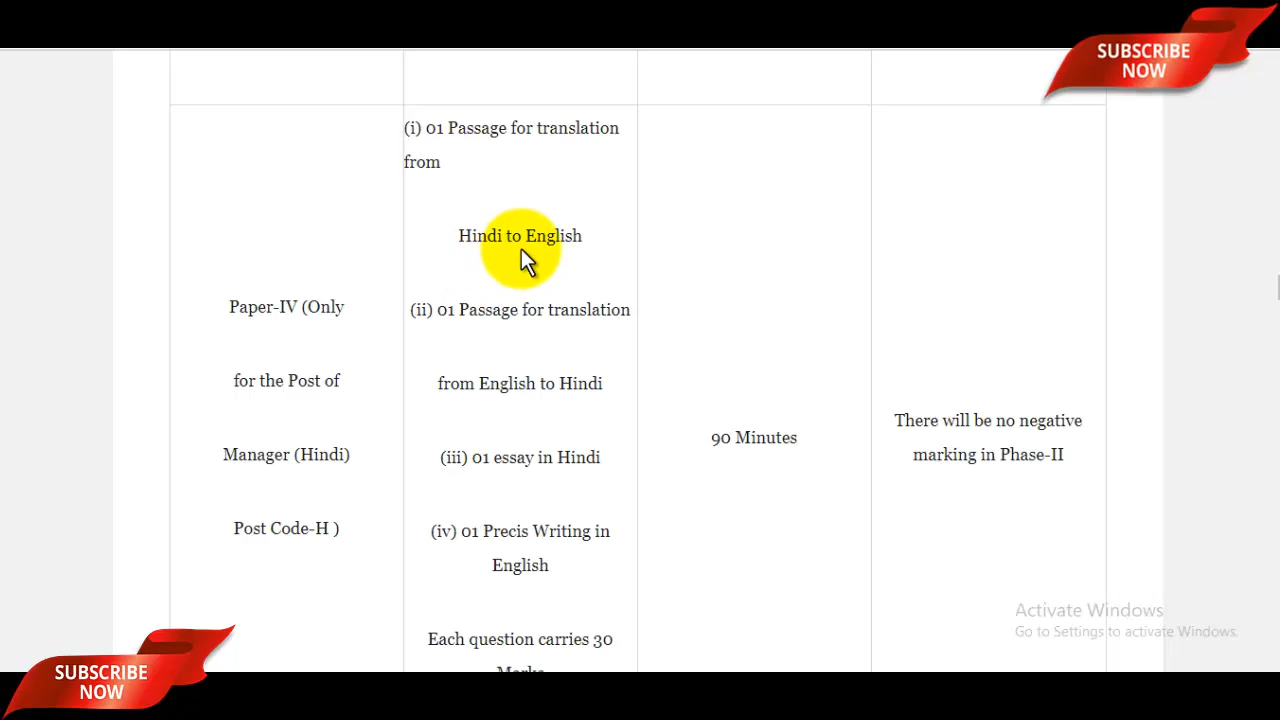 SUBSCRIBE
NOW
(i) 01 Passage for translation
from
Hindi to English
(ii) 01 Passage for translation
from English to Hindi
(iii) 01 essay in Hindi
(iv) 01 Precis Writing in
English
Each question carries 30
Marks
Paper-IV (Only
for the Post of
Manager (Hindi)
Post Code-H )
90 Minutes
There will be no negative
marking in Phase-II
Activate Windows
Go to Settings to activate Windows.
SUBSCRIBE
NOW